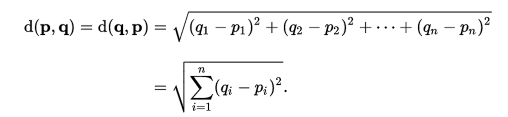 d(p, q) = d(q, p) = √((q₁ − p₁)² + (q₂ − p₂)² + ··· + (qₙ − pₙ)²)
= √(∑ᵢ₌₁ⁿ (qᵢ − pᵢ)²).